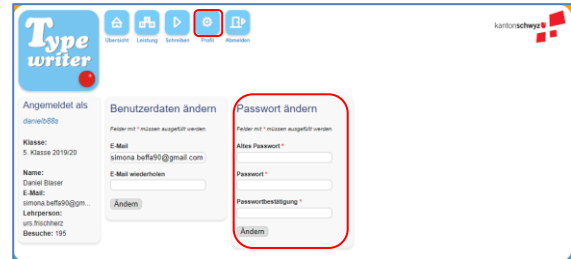 Type
writer
Übersicht Leistung Schreiben Profil Abmelden
kantonschwyz
Angemeldet als
danielb88s
Klasse:
5. Klasse 2019/20
Name:
Daniel Blaser
E-Mail:
simona.beffa90@gm...
Lehrperson:
urs.frischherz
Besuche: 195
Benutzerdaten ändern
Felder mit * müssen ausgefüllt werden.
E-Mail
simona.beffa90@gmail.com
E-Mail wiederholen
Ändern
Passwort ändern
Felder mit * müssen ausgefüllt werden.
Altes Passwort *
Passwort *
Passwortbestätigung *
Ändern